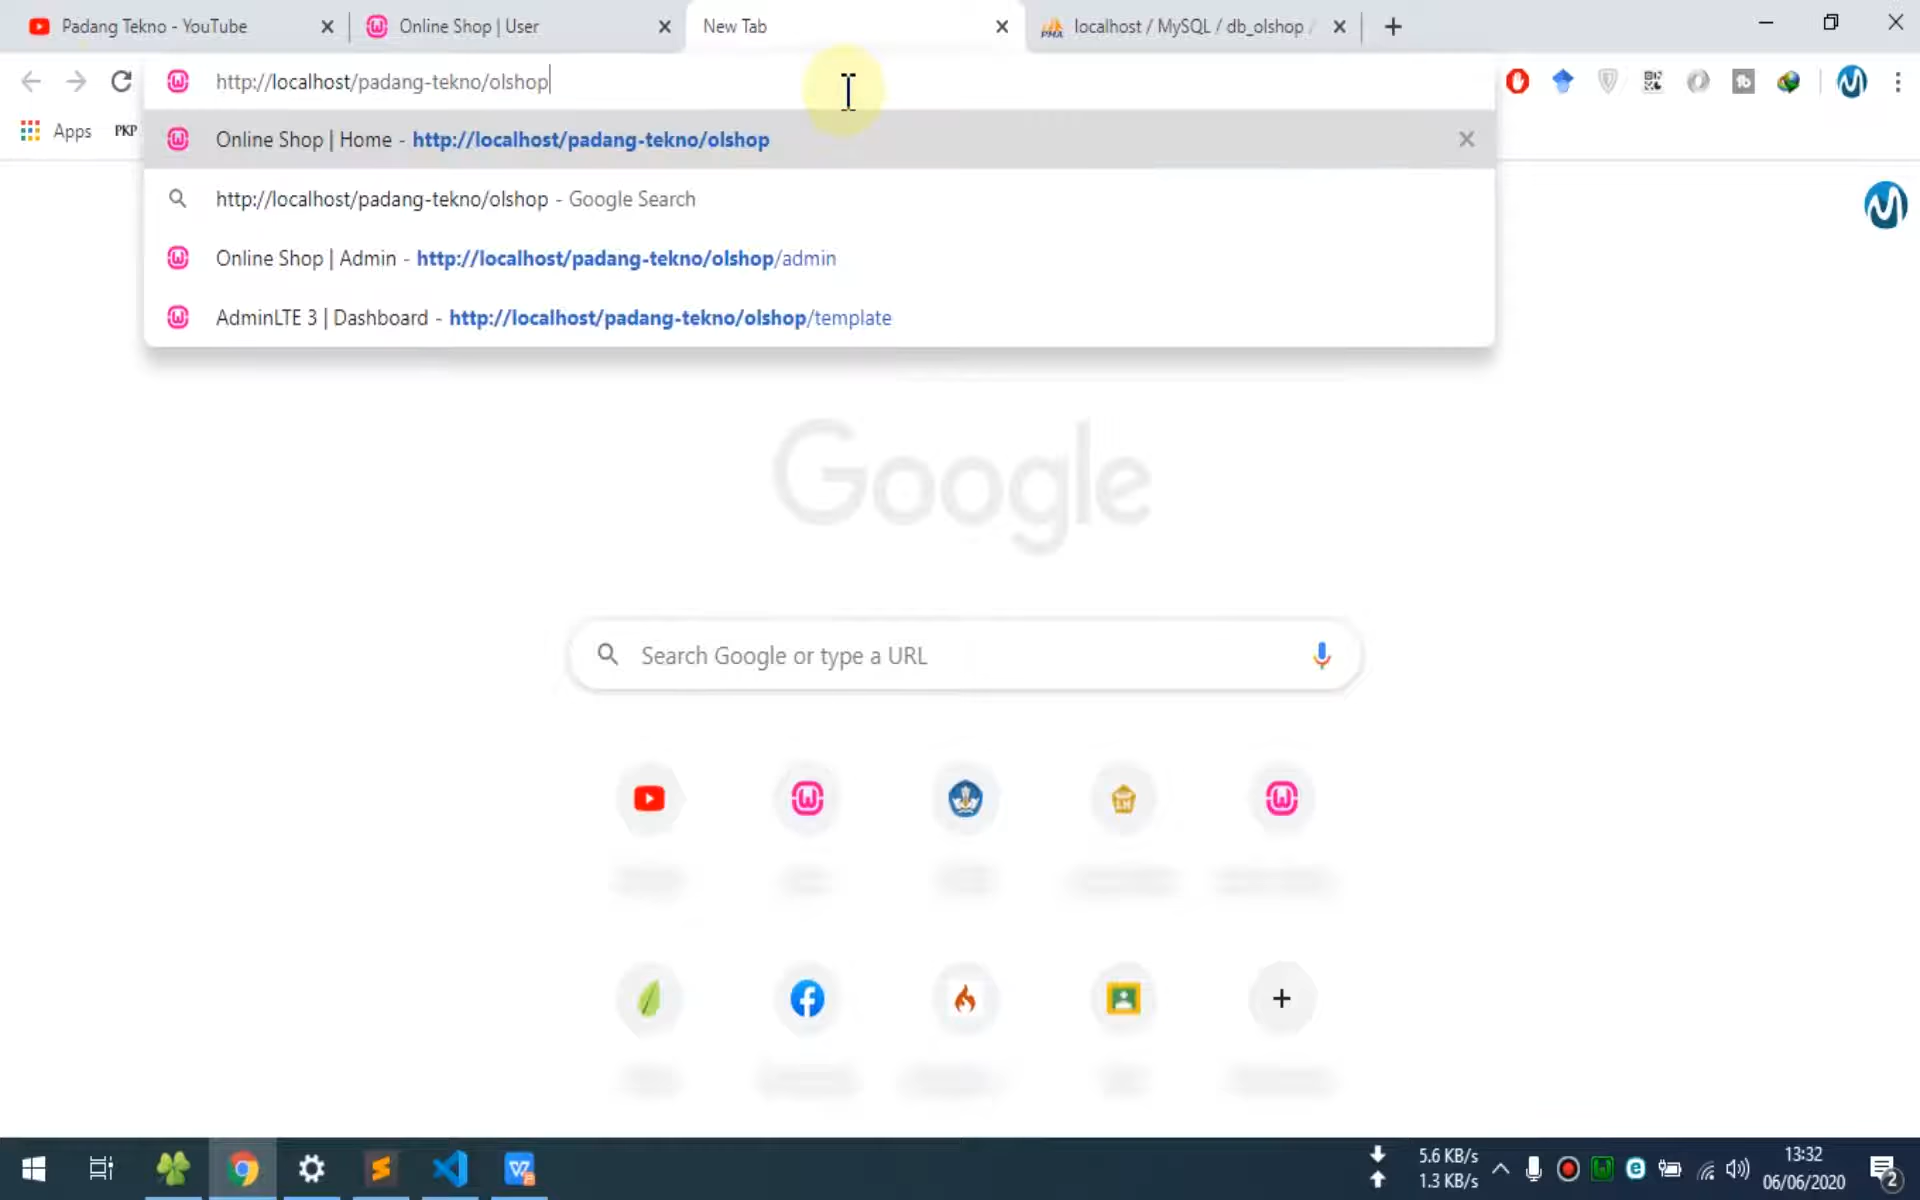 Padang Tekno - YouTube
Online Shop | User
New Tab
PMA
localhost / MySQL / db_olshop /
http://localhost/padang-tekno/olshop
Apps
PKP
Online Shop | Home - http://localhost/padang-tekno/olshop
http://localhost/padang-tekno/olshop - Google Search
Online Shop | Admin - http://localhost/padang-tekno/olshop/admin
AdminLTE 3 | Dashboard - http://localhost/padang-tekno/olshop/template
Google
Search Google or type a URL
5.6 KB/s
1.3 KB/s
13:32
06/06/2020
2